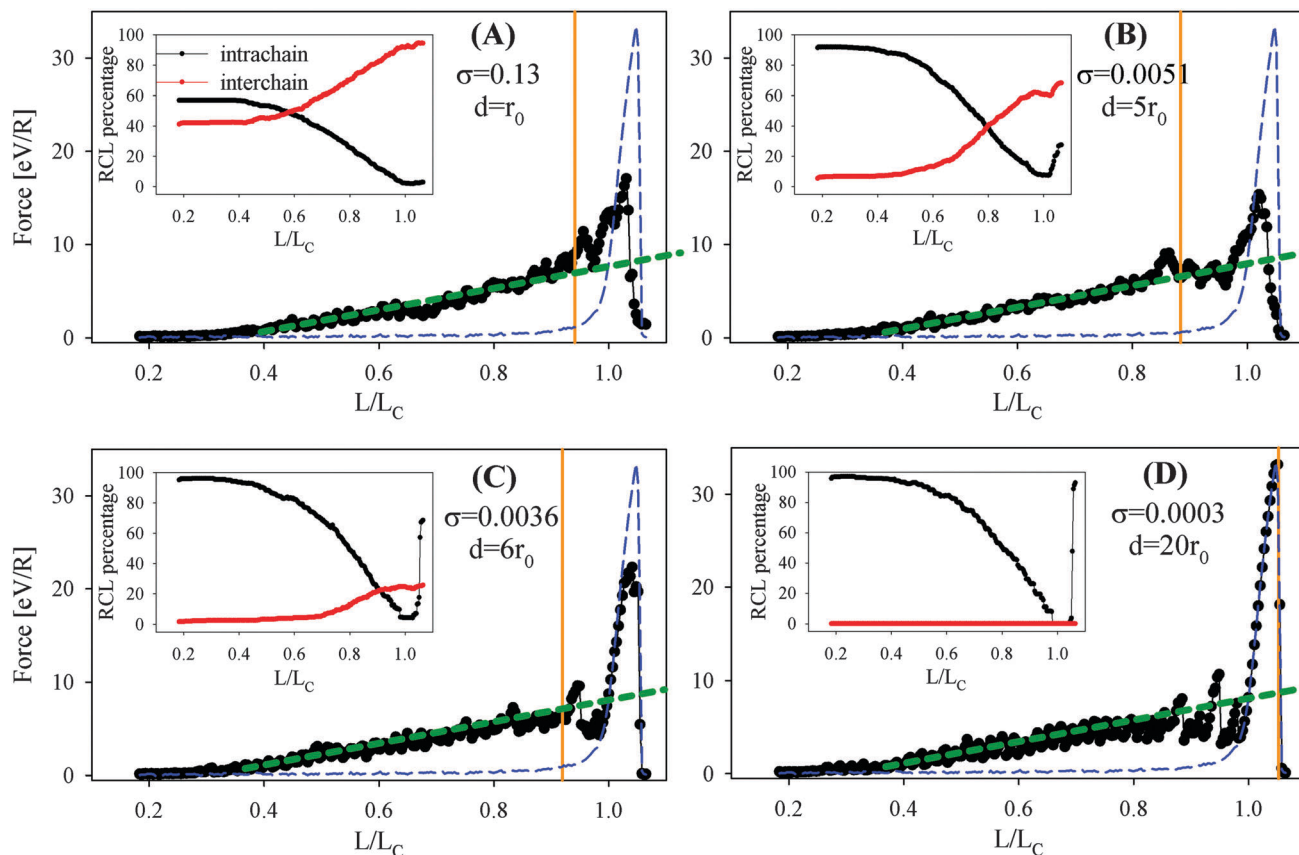 (A)
σ=0.13
d=r0
intrachain
interchain
RCL percentage
100
80
60
40
20
0
0.2 0.4 0.6 0.8 1.0
L/LC
Force [eV/R]
30
20
10
0
0.2 0.4 0.6 0.8 1.0
L/LC
(B)
σ=0.0051
d=5r0
RCL percentage
100
80
60
40
20
0
0.2 0.4 0.6 0.8 1.0
L/LC
30
20
10
0
0.2 0.4 0.6 0.8 1.0
L/LC
(C)
σ=0.0036
d=6r0
RCL percentage
100
80
60
40
20
0
0.2 0.4 0.6 0.8 1.0
L/LC
Force [eV/R]
30
20
10
0
0.2 0.4 0.6 0.8 1.0
L/LC
(D)
σ=0.0003
d=20r0
RCL percentage
100
80
60
40
20
0
0.2 0.4 0.6 0.8 1.0
L/LC
30
20
10
0
0.2 0.4 0.6 0.8 1.0
L/LC